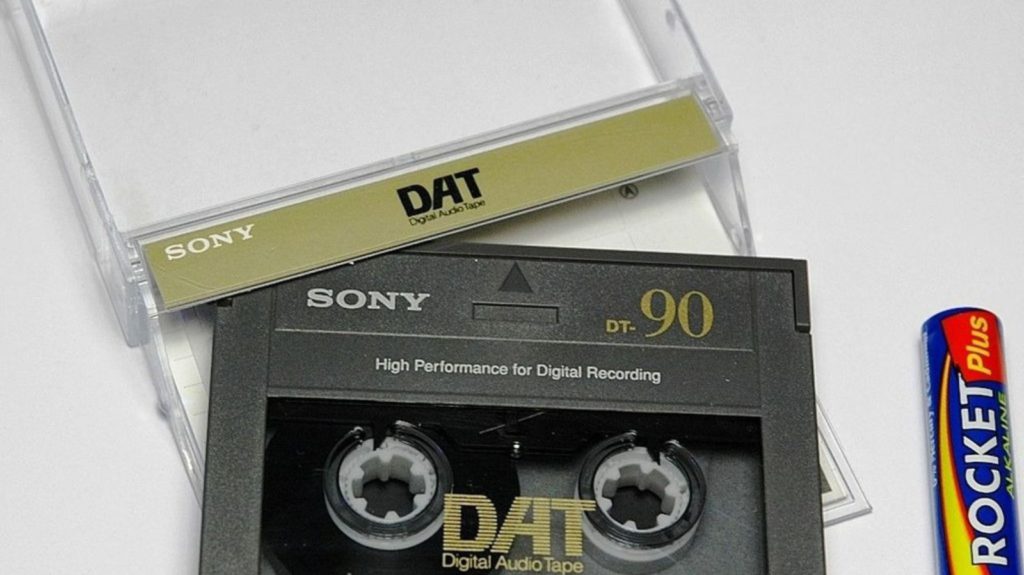 SONY
DAT
Digital Audio Tape
A
SONY
DT-90
High Performance for Digital Recording
DAT
Digital Audio Tape
ROCKET Plus
ALKALINE